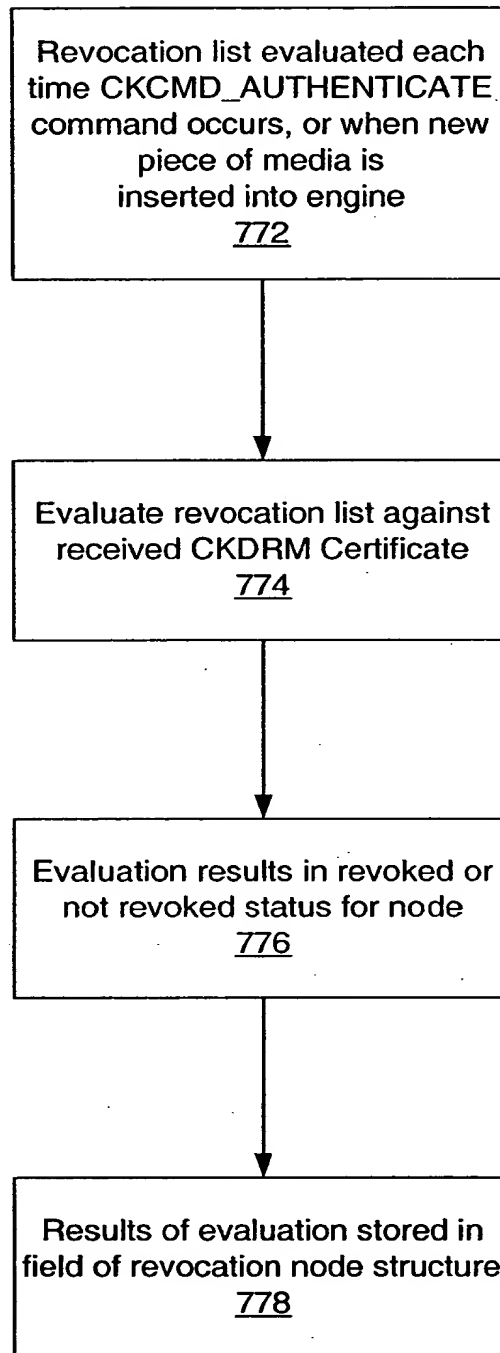 Revocation list evaluated each
time CKCMD_AUTHENTICATE
command occurs, or when new
piece of media is
inserted into engine
772
Evaluate revocation list against
received CKDRM Certificate
774
Evaluation results in revoked or
not revoked status for node
776
Results of evaluation stored in
field of revocation node structure
778